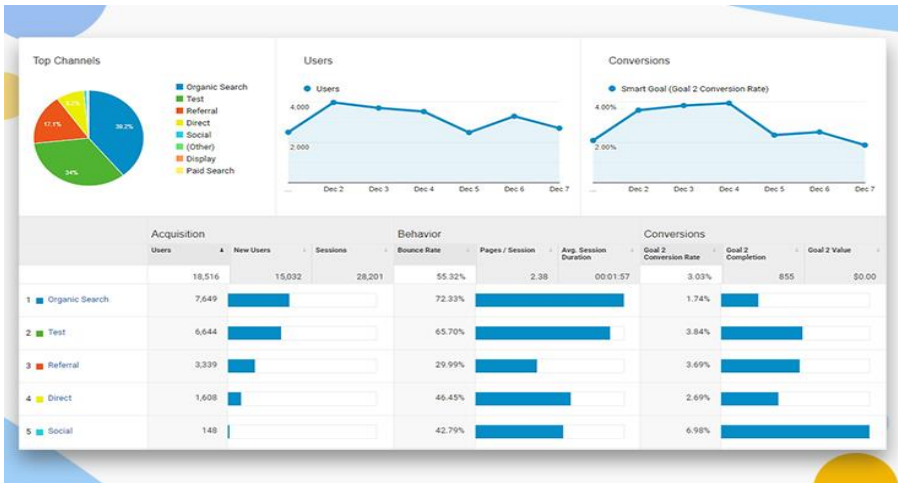 Top Channels
Organic Search
Test
Referral
Direct
Social
(Other)
Display
Paid Search
39.2%
34%
17.1%
Users
Users
4,000
2,000
...
Dec 2
Dec 3
Dec 4
Dec 5
Dec 6
Dec 7
Conversions
Smart Goal (Goal 2 Conversion Rate)
4.00%
2.00%
...
Dec 2
Dec 3
Dec 4
Dec 5
Dec 6
Dec 7
Acquisition Behavior Conversions
Users New Users Sessions Bounce Rate Pages / Session Avg. Session Duration Goal 2 Conversion Rate Goal 2 Completion Goal 2 Value
18,516 15,032 28,201 55.32% 2.38 00:01:57 3.03% 855 $0.00
1 Organic Search 7,649 72.33% 1.74%
2 Test 6,644 65.70% 3.84%
3 Referral 3,339 29.99% 3.69%
4 Direct 1,608 46.45% 2.69%
5 Social 148 42.79% 6.98%